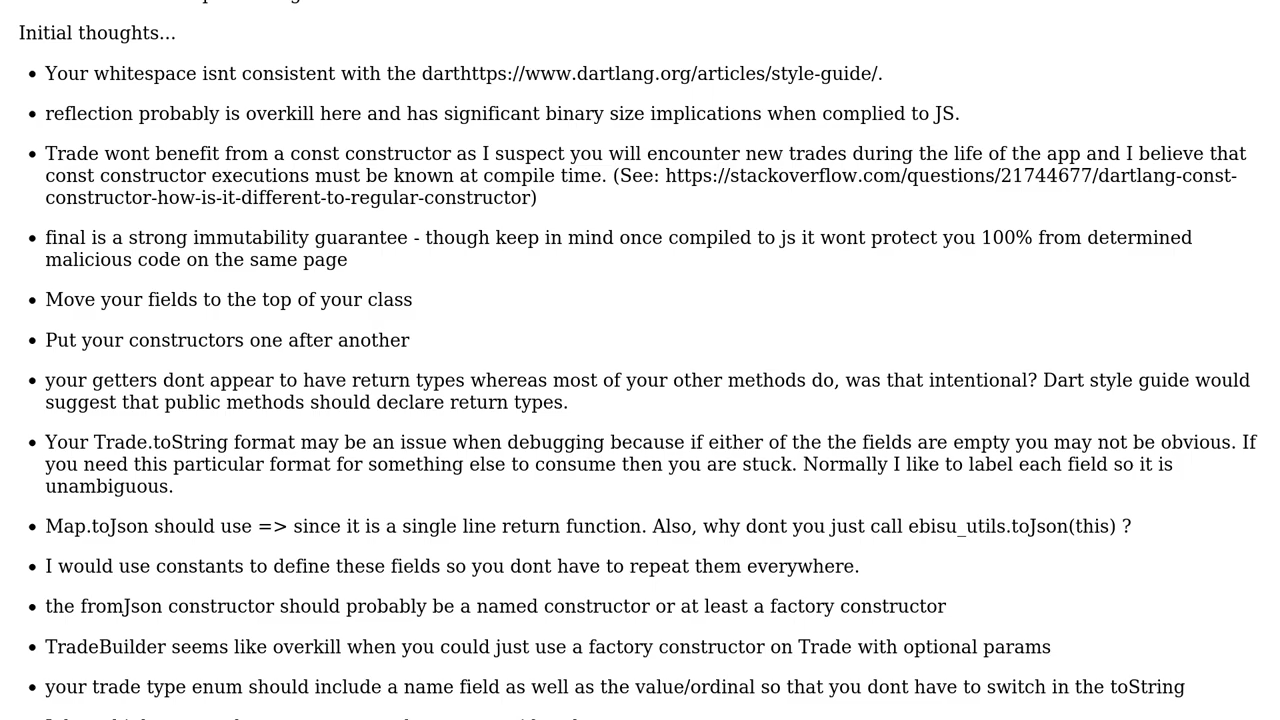 Initial thoughts...
• Your whitespace isnt consistent with the darthttps://www.dartlang.org/articles/style-guide/.
• reflection probably is overkill here and has significant binary size implications when complied to JS.
• Trade wont benefit from a const constructor as I suspect you will encounter new trades during the life of the app and I believe that
const constructor executions must be known at compile time. (See: https://stackoverflow.com/questions/21744677/dartlang-const-
constructor-how-is-it-different-to-regular-constructor)
• final is a strong immutability guarantee - though keep in mind once compiled to js it wont protect you 100% from determined
malicious code on the same page
• Move your fields to the top of your class
• Put your constructors one after another
• your getters dont appear to have return types whereas most of your other methods do, was that intentional? Dart style guide would
suggest that public methods should declare return types.
• Your Trade.toString format may be an issue when debugging because if either of the the fields are empty you may not be obvious. If
you need this particular format for something else to consume then you are stuck. Normally I like to label each field so it is
unambiguous.
• Map.toJson should use => since it is a single line return function. Also, why dont you just call ebisu_utils.toJson(this) ?
• I would use constants to define these fields so you dont have to repeat them everywhere.
• the fromJson constructor should probably be a named constructor or at least a factory constructor
• TradeBuilder seems like overkill when you could just use a factory constructor on Trade with optional params
• your trade type enum should include a name field as well as the value/ordinal so that you dont have to switch in the toString